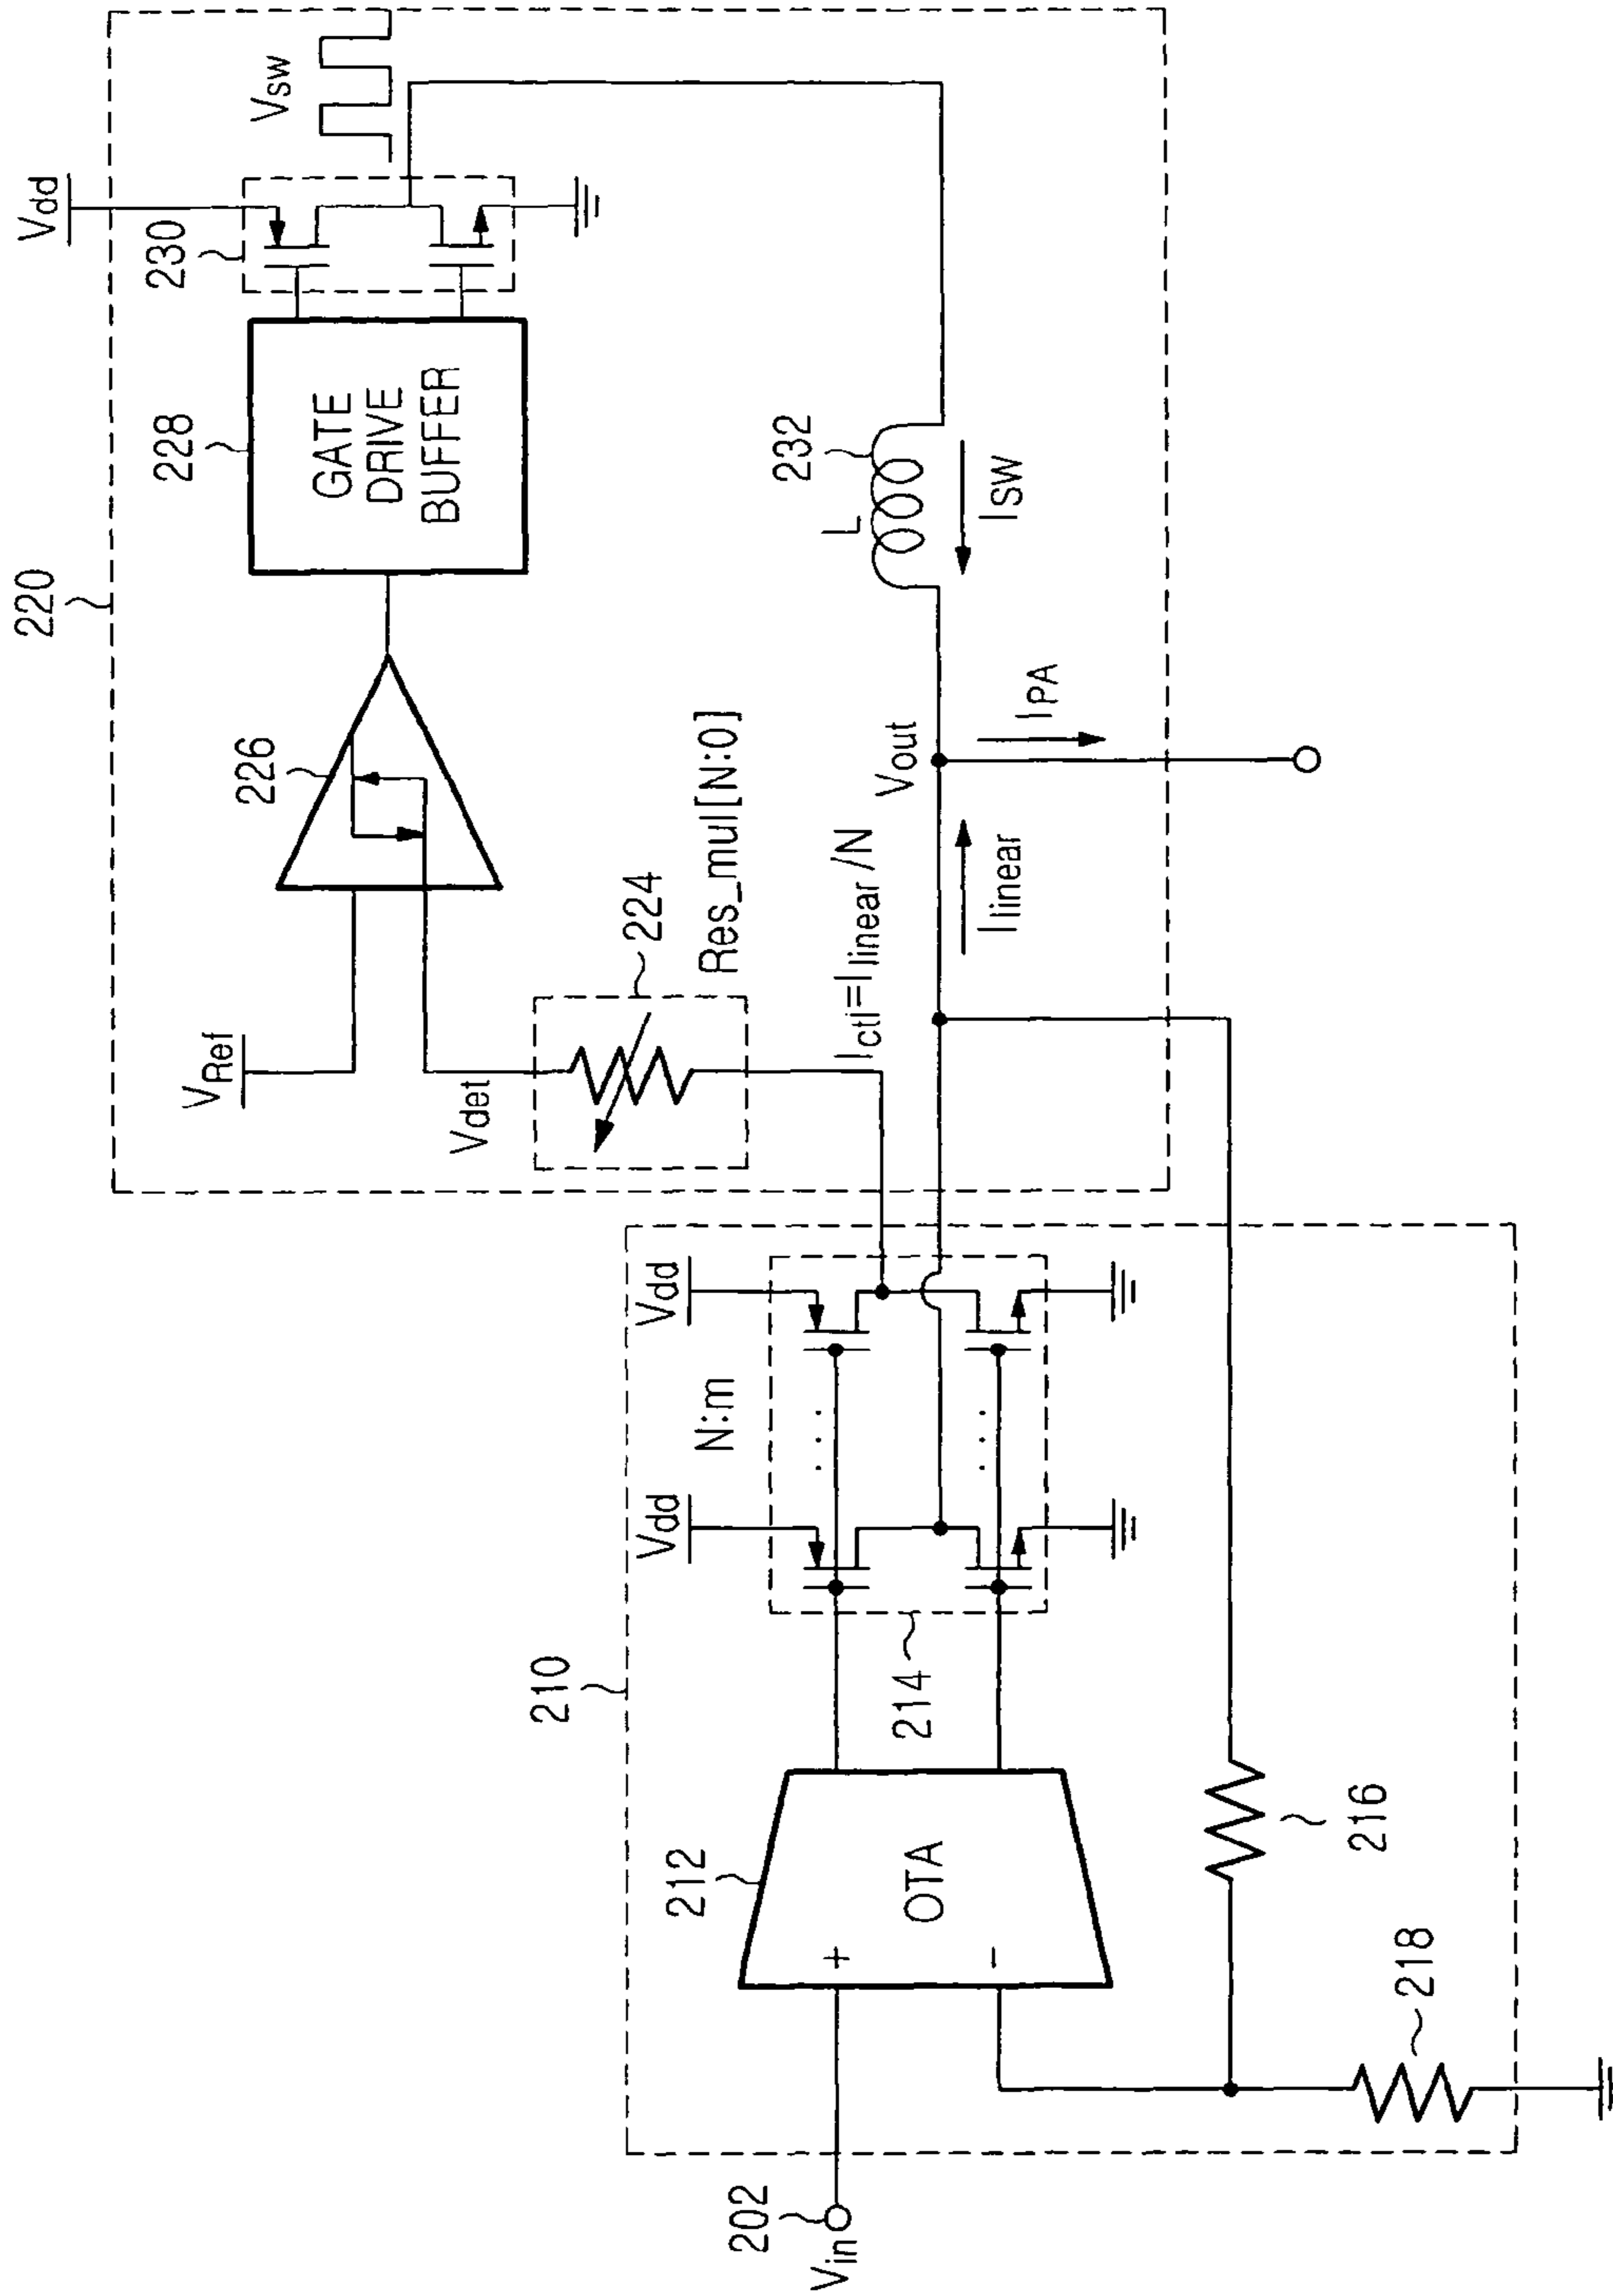 220
Vdd
230
VSW
228
GATE
DRIVE
BUFFER
226
VRef
Vdet
224
Res_mul[N:0]
232
L
ISW
Vout
IPA
Ictl=Ilinear/N
Ilinear
210
Vdd
Vdd
N:m
214
212
OTA
+
-
202
Vin
216
218